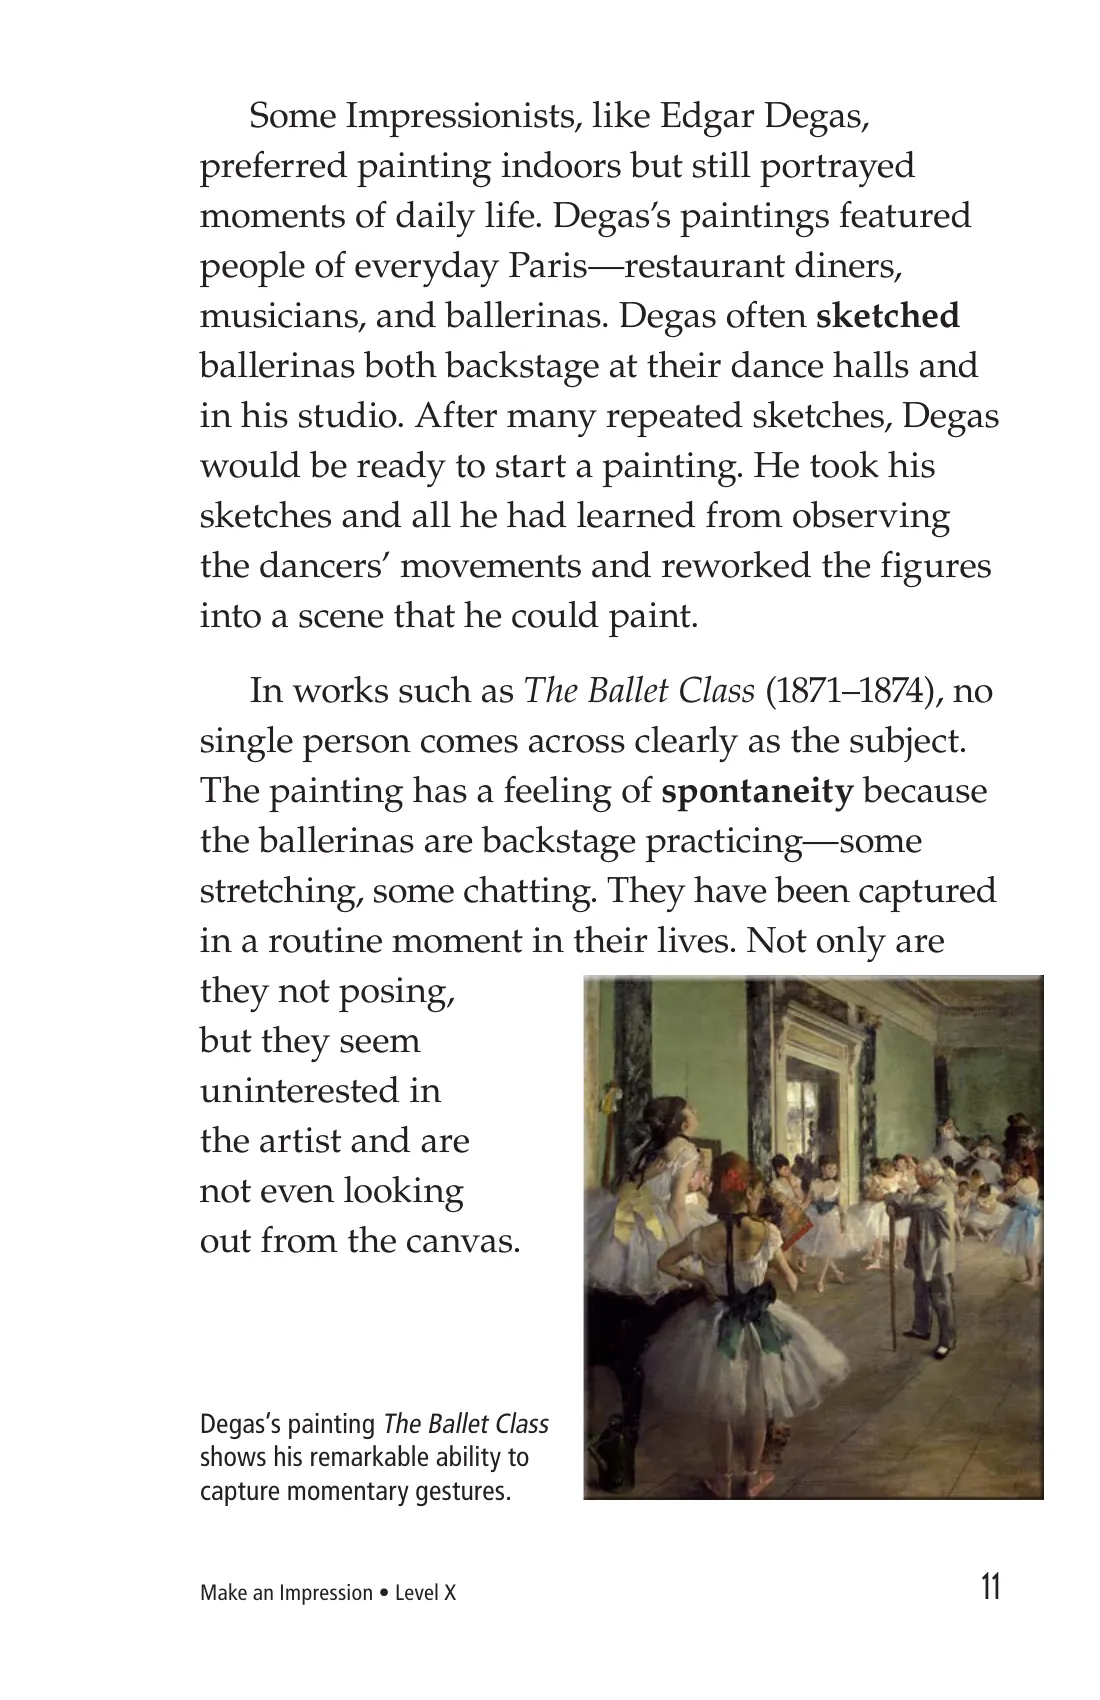 Some Impressionists, like Edgar Degas,
preferred painting indoors but still portrayed
moments of daily life. Degas’s paintings featured
people of everyday Paris—restaurant diners,
musicians, and ballerinas. Degas often sketched
ballerinas both backstage at their dance halls and
in his studio. After many repeated sketches, Degas
would be ready to start a painting. He took his
sketches and all he had learned from observing
the dancers’ movements and reworked the figures
into a scene that he could paint.
In works such as The Ballet Class (1871–1874), no
single person comes across clearly as the subject.
The painting has a feeling of spontaneity because
the ballerinas are backstage practicing—some
stretching, some chatting. They have been captured
in a routine moment in their lives. Not only are
they not posing,
but they seem
uninterested in
the artist and are
not even looking
out from the canvas.
Degas’s painting The Ballet Class
shows his remarkable ability to
capture momentary gestures.
Make an Impression • Level X
11